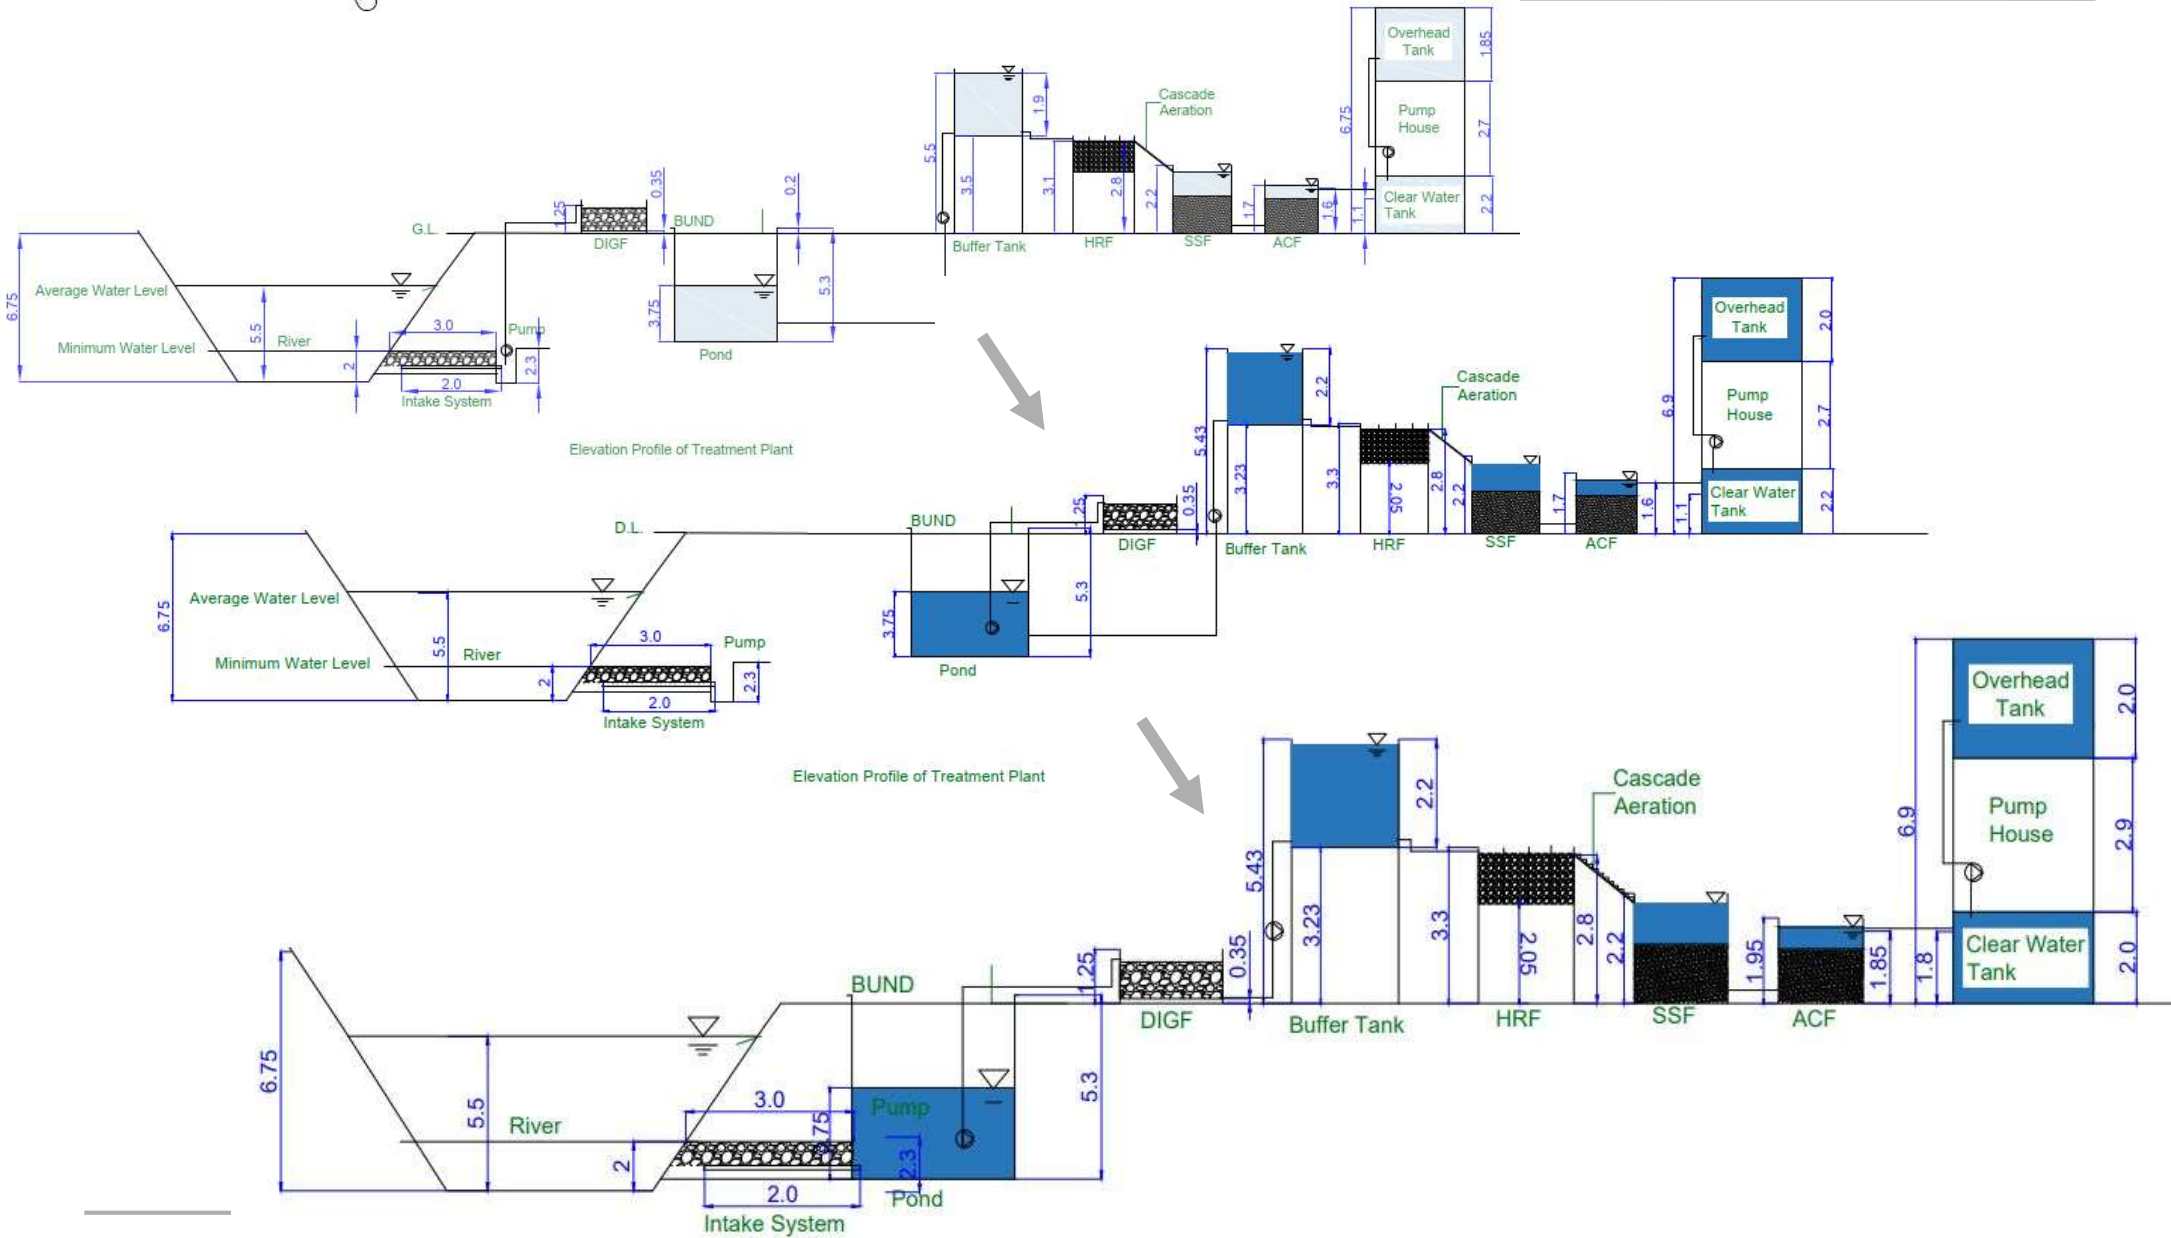 Overhead
Tank
1.85
6.75
Pump
House
2.7
Clear Water
Tank
2.2
1.1
Cascade
Aeration
1.9
5.5
3.5
3.1
2.8
2.2
1.7
1.6
Buffer Tank
HRF
SSF
ACF
0.35
0.2
1.25
BUND
G.L.
DIGF
5.3
3.75
Pond
6.75
Average Water Level
5.5
3.0
Pump
River
Minimum Water Level
2
2.3
2.0
Intake System
Elevation Profile of Treatment Plant
Overhead
Tank
2.0
6.9
Pump
House
2.7
Clear Water
Tank
2.2
1.1
Cascade
Aeration
2.2
5.43
3.23
3.3
2.05
2.8
2.2
1.7
1.6
Buffer Tank
HRF
SSF
ACF
.25
0.35
BUND
D.L.
DIGF
5.3
3.75
Pond
6.75
Average Water Level
5.5
3.0
Pump
River
Minimum Water Level
2
2.3
2.0
Intake System
Elevation Profile of Treatment Plant
Overhead
Tank
2.0
6.9
Pump
House
2.9
Clear Water
Tank
2.0
1.8
Cascade
Aeration
2.2
5.43
3.23
3.3
2.05
2.8
2.2
1.95
1.85
Buffer Tank
HRF
SSF
ACF
.25
0.35
BUND
DIGF
5.3
.75
Pump
2.3
Pond
6.75
5.5
3.0
River
2
2.0
Intake System